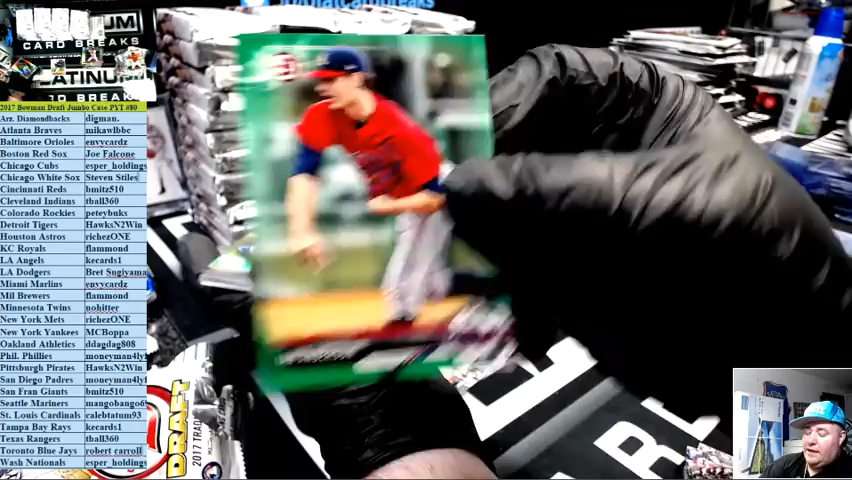 CARD BREAKS
2017 Bowman Draft Jumbo Case PYT #80
Arz. Diamondbacks digman.
Atlanta Braves mikawlbbc
Baltimore Orioles envycardz
Boston Red Sox Joe Falcone
Chicago Cubs esper_holdings
Chicago White Sox Steven Stiles
Cincinnati Reds bmitz510
Cleveland Indians tball360
Colorado Rockies peteybuks
Detroit Tigers HawksN2Win
Houston Astros richezONE
KC Royals flammond
LA Angels kecards1
LA Dodgers Bret Sugiyama
Miami Marlins envycardz
Mil Brewers flammond
Minnesota Twins nohitter
New York Mets richezONE
New York Yankees MCBoppa
Oakland Athletics ddagdag808
Phil. Phillies moneyman4lyf
Pittsburgh Pirates HawksN2Win
San Diego Padres moneyman4lyf
San Fran Giants bmitz510
Seattle Mariners mangobango6
St. Louis Cardinals calebtatum93
Tampa Bay Rays kecards1
Texas Rangers tball360
Toronto Blue Jays robert carroll
Wash Nationals esper_holdings
DRAFT
2017 TRAD